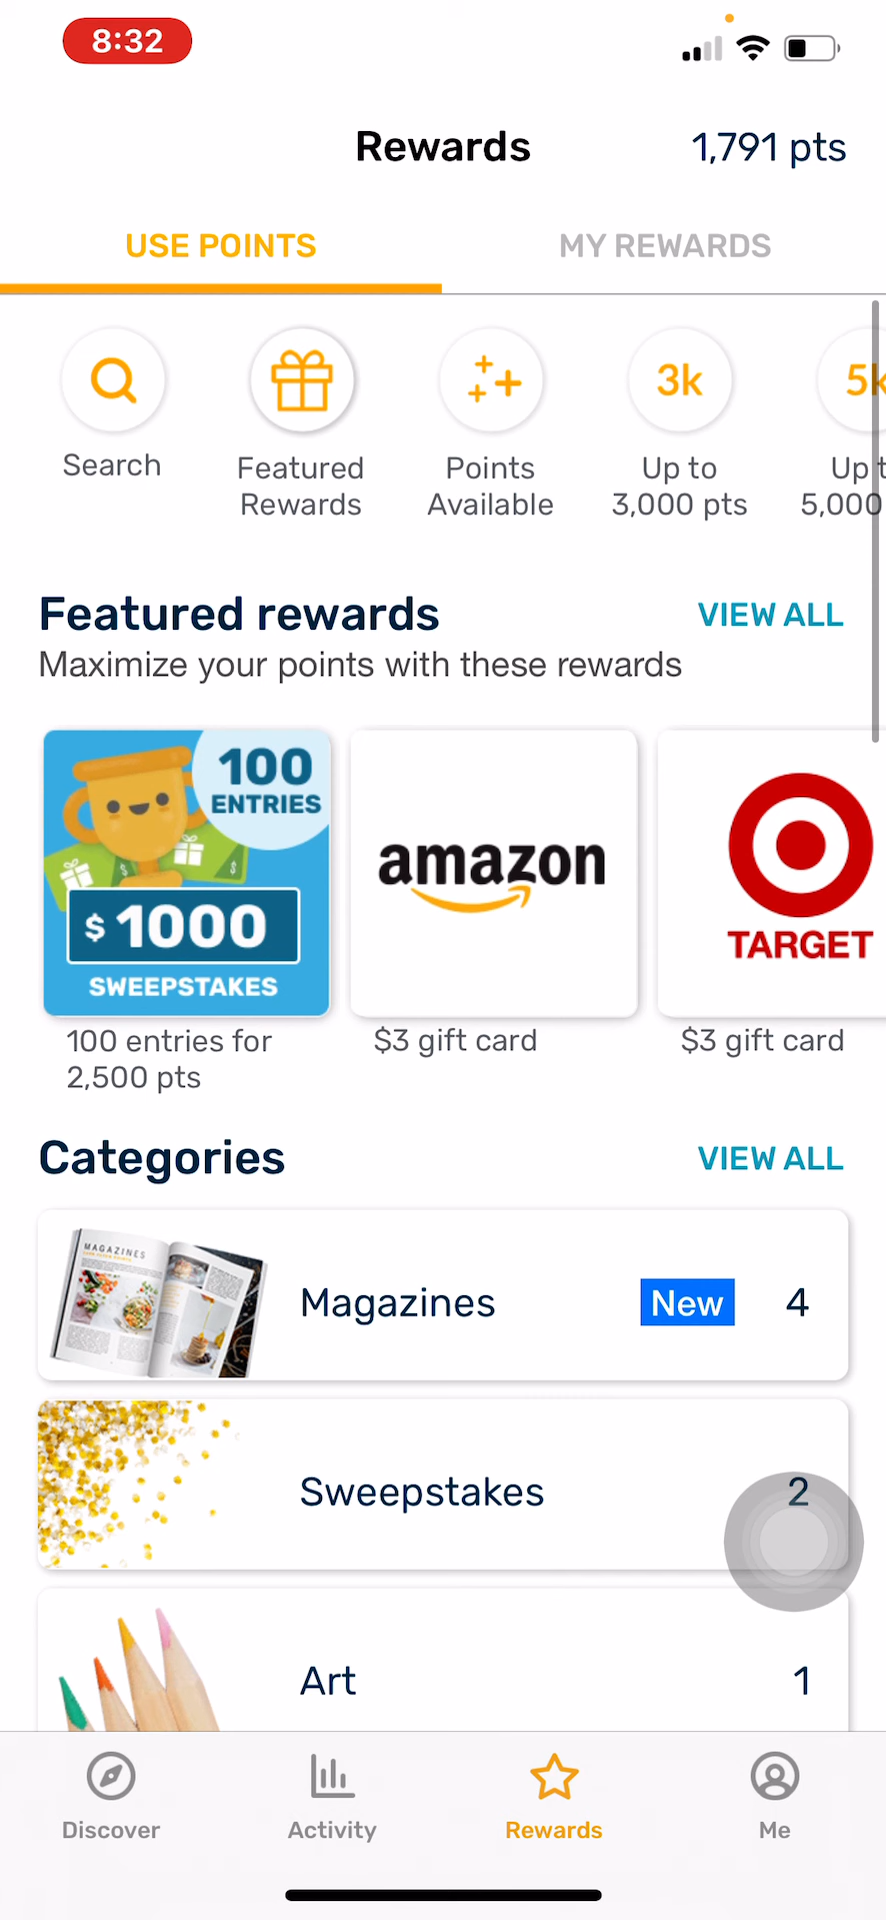 8:32
Rewards
1,791 pts
USE POINTS
MY REWARDS
3k
5k
Search
Featured
Rewards
Points
Available
Up to
3,000 pts
Up t
5,000
Featured rewards
VIEW ALL
Maximize your points with these rewards
100
ENTRIES
$ 1000
SWEEPSTAKES
amazon
TARGET
100 entries for
2,500 pts
$3 gift card
$3 gift card
Categories
VIEW ALL
MAGAZINES
Magazines
New
4
Sweepstakes
2
Art
1
Discover
Activity
Rewards
Me